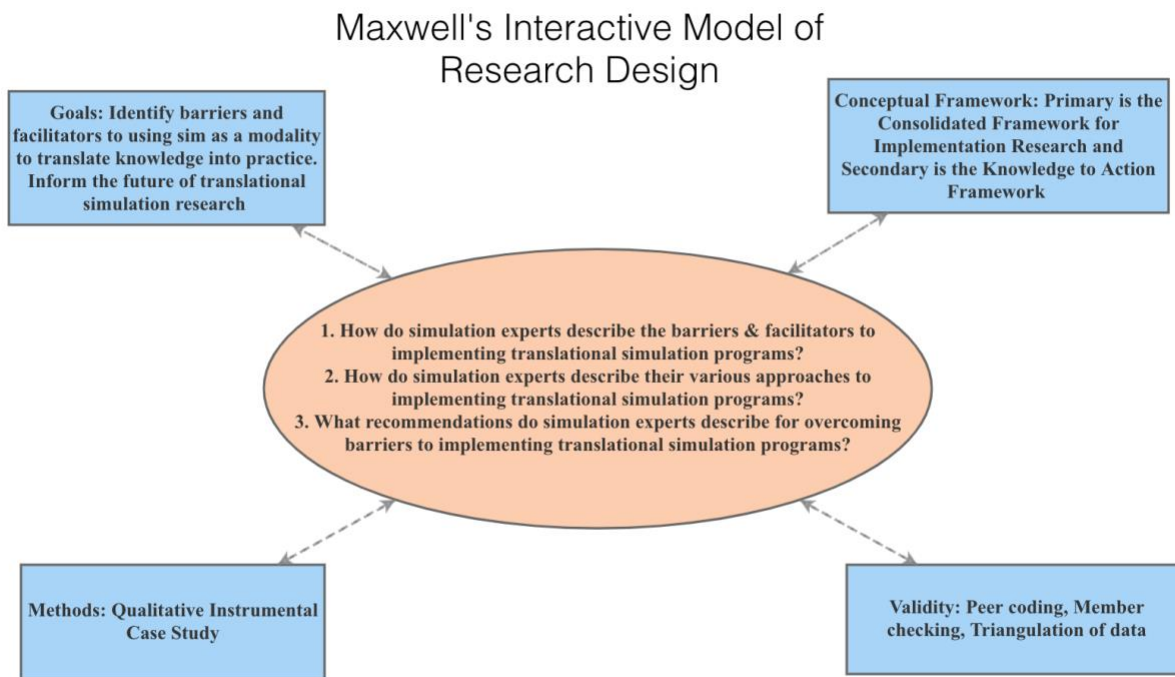 Maxwell's Interactive Model of
Research Design
Goals: Identify barriers and
facilitators to using sim as a modality
to translate knowledge into practice.
Inform the future of translational
simulation research
Conceptual Framework: Primary is the
Consolidated Framework for
Implementation Research and
Secondary is the Knowledge to Action
Framework
1. How do simulation experts describe the barriers & facilitators to
implementing translational simulation programs?
2. How do simulation experts describe their various approaches to
implementing translational simulation programs?
3. What recommendations do simulation experts describe for overcoming
barriers to implementing translational simulation programs?
Methods: Qualitative Instrumental
Case Study
Validity: Peer coding, Member
checking, Triangulation of data